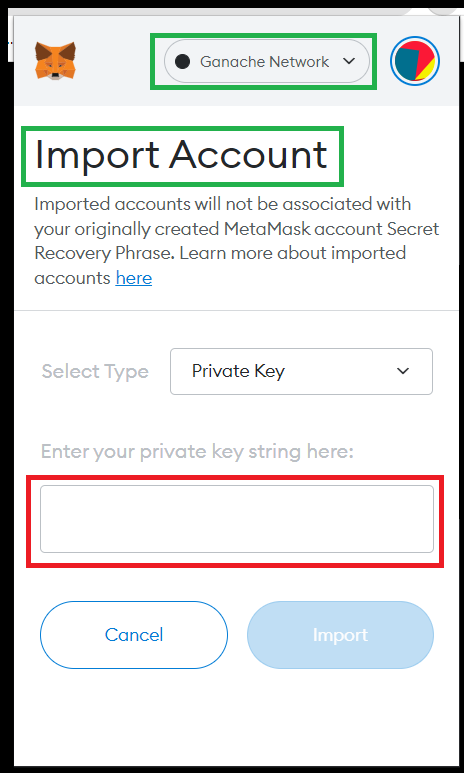 Ganache Network
Import Account
Imported accounts will not be associated with
your originally created MetaMask account Secret
Recovery Phrase. Learn more about imported
accounts here
Select Type
Private Key
Enter your private key string here:
Cancel
Import